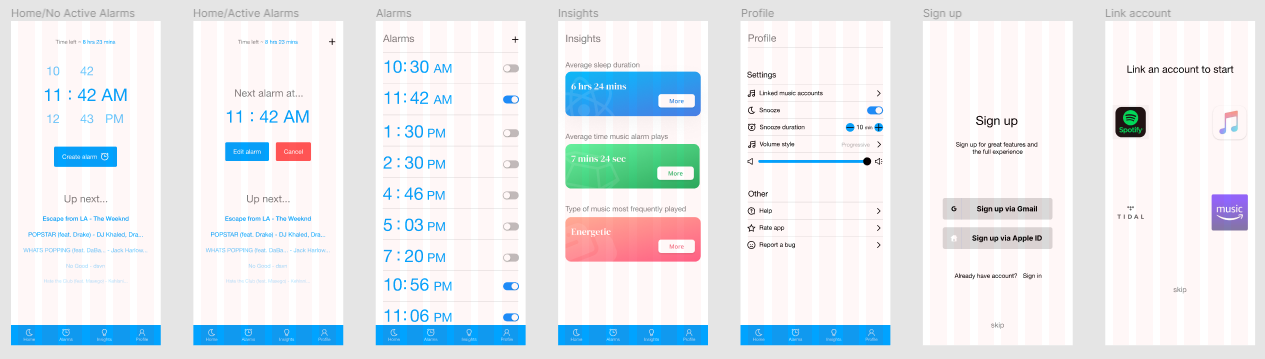 Home/No Active Alarms
Time left – 6 hrs 23 mins
10 42
11 : 42 AM
12 43 PM
Create alarm
Up next...
Escape from LA - The Weeknd
POPSTAR (feat. Drake) - DJ Khaled, Dra...
WHATS POPPING (feat. DaBa... - Jack Harlow...
No Good - devn
Home
Alarms
Insights
Profile
Home/Active Alarms
Time left – 6 hrs 23 mins
+
Next alarm at...
11 : 42 AM
Edit alarm
Cancel
Up next...
Escape from LA - The Weeknd
POPSTAR (feat. Drake) - DJ Khaled, Dra...
WHATS POPPING (feat. DaBa... - Jack Harlow...
No Good - devn
Home
Alarms
Insights
Profile
Alarms
Alarms
+
10:30 AM
11:42 AM
1:30 PM
2:30 PM
4:46 PM
5:03 PM
7:20 PM
10:56 PM
11:06 PM
Home
Alarms
Insights
Profile
Insights
Insights
Average sleep duration
6 hrs 24 mins
More
Average time music alarm plays
7 mins 24 sec
More
Type of music most frequently played
Energetic
More
Home
Alarms
Insights
Profile
Profile
Profile
Settings
Linked music accounts
Snooze
Snooze duration
10 min
Volume style
Progressive
Other
Help
Rate app
Report a bug
Home
Alarms
Insights
Profile
Sign up
Sign up
Sign up for great features and
the full experience
G Sign up via Gmail
Sign up via Apple ID
Already have account? Sign in
skip
Link account
Link an account to start
Spotify
TIDAL
music
skip